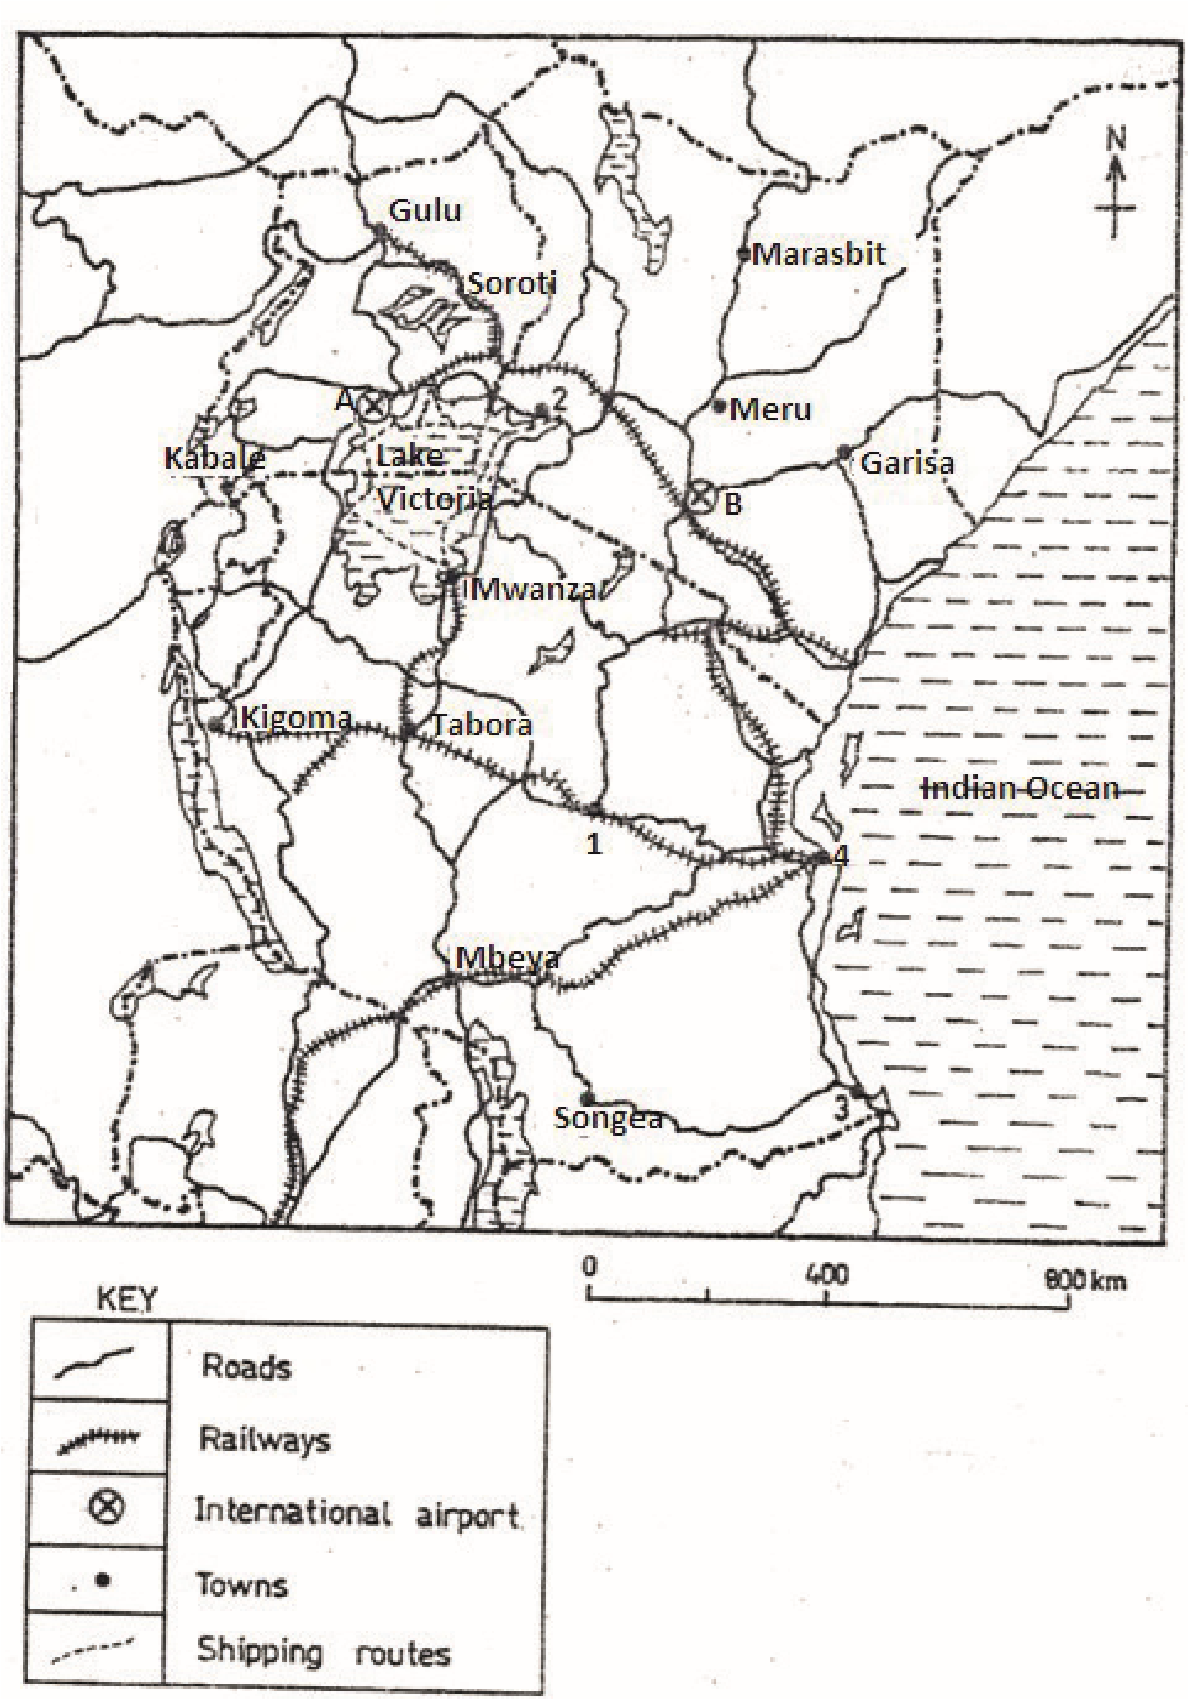 N
Gulu
Marasbit
Soroti
A
2
Meru
Kabale
Lake
Garisa
Victoria
B
Mwanza
Kigoma
Tabora
Indian Ocean
1
4
Mbeya
Songea
3
0 400 800 km
KEY
Roads
Railways
International airport.
Towns
Shipping routes